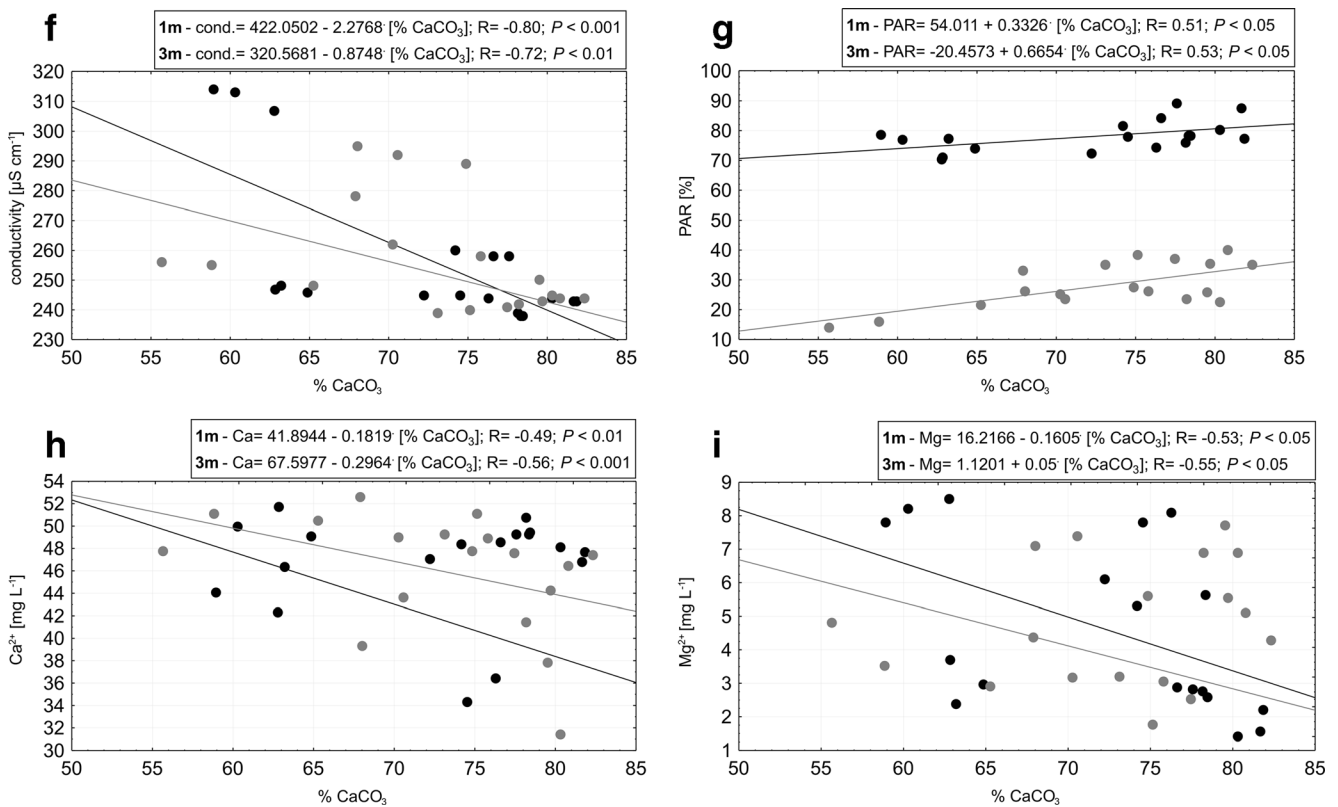 f
1m - cond.= 422.0502 - 2.2768· [% CaCO₃]; R= -0.80; P < 0.001
3m - cond.= 320.5681 - 0.8748· [% CaCO₃]; R= -0.72; P < 0.01
320
310
300
290
280
270
260
250
240
230
conductivity [µS cm⁻¹]
50 55 60 65 70 75 80 85
% CaCO₃
g
1m - PAR= 54.011 + 0.3326· [% CaCO₃]; R= 0.51; P < 0.05
3m - PAR= -20.4573 + 0.6654· [% CaCO₃]; R= 0.53; P < 0.05
100
90
80
70
60
50
40
30
20
10
PAR [%]
50 55 60 65 70 75 80 85
% CaCO₃
h
1m - Ca= 41.8944 - 0.1819· [% CaCO₃]; R= -0.49; P < 0.01
3m - Ca= 67.5977 - 0.2964· [% CaCO₃]; R= -0.56; P < 0.001
54
52
50
48
46
44
42
40
38
36
34
32
30
Ca²⁺ [mg L⁻¹]
50 55 60 65 70 75 80 85
% CaCO₃
i
1m - Mg= 16.2166 - 0.1605· [% CaCO₃]; R= -0.53; P < 0.05
3m - Mg= 1.1201 + 0.05· [% CaCO₃]; R= -0.55; P < 0.05
9
8
7
6
5
4
3
2
1
Mg²⁺ [mg L⁻¹]
50 55 60 65 70 75 80 85
% CaCO₃